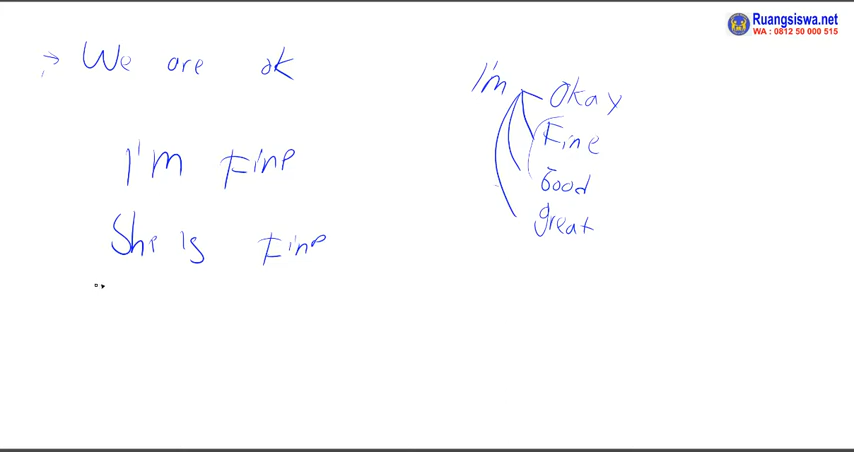 Ruangsiswa.net
WA : 0812 50 000 515
→ We are ok
I'm Fine
She is Fine
I'm Okay
Fine
Good
great